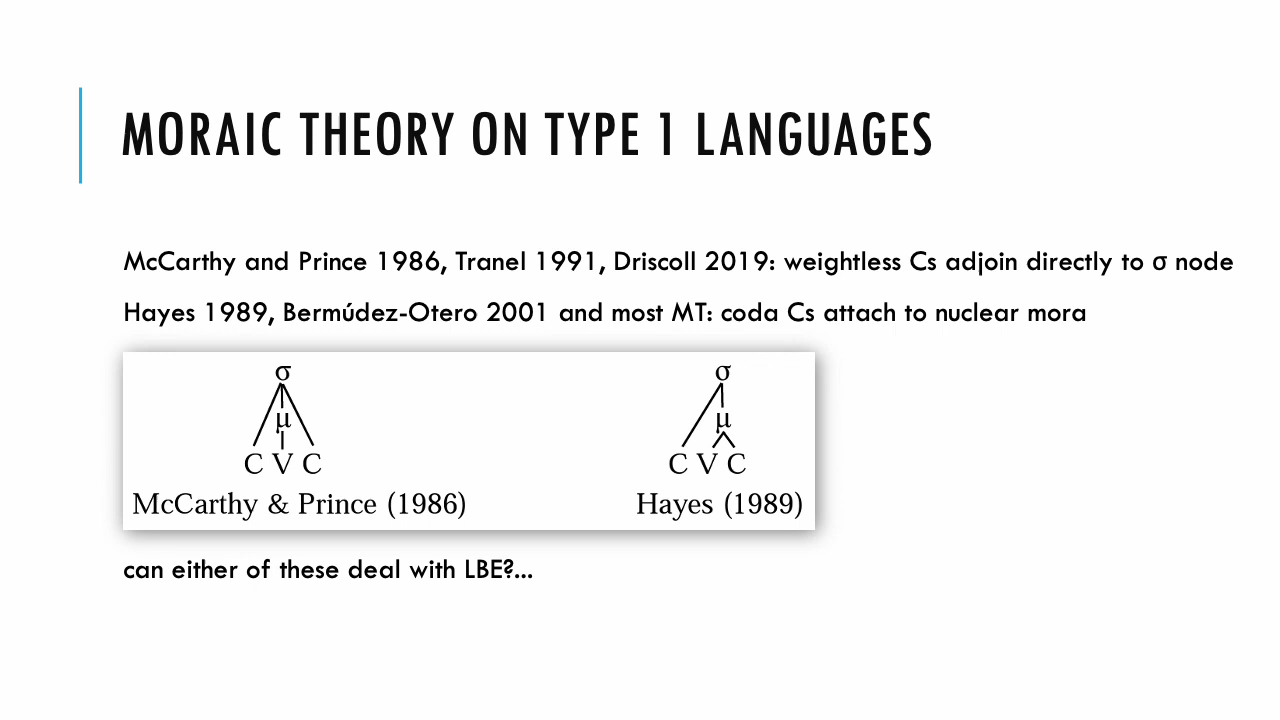 MORAIC THEORY ON TYPE 1 LANGUAGES
McCarthy and Prince 1986, Tranel 1991, Driscoll 2019: weightless Cs adjoin directly to σ node
Hayes 1989, Bermúdez-Otero 2001 and most MT: coda Cs attach to nuclear mora
σ σ
μ μ
C V C C V C
McCarthy & Prince (1986) Hayes (1989)
can either of these deal with LBE?...